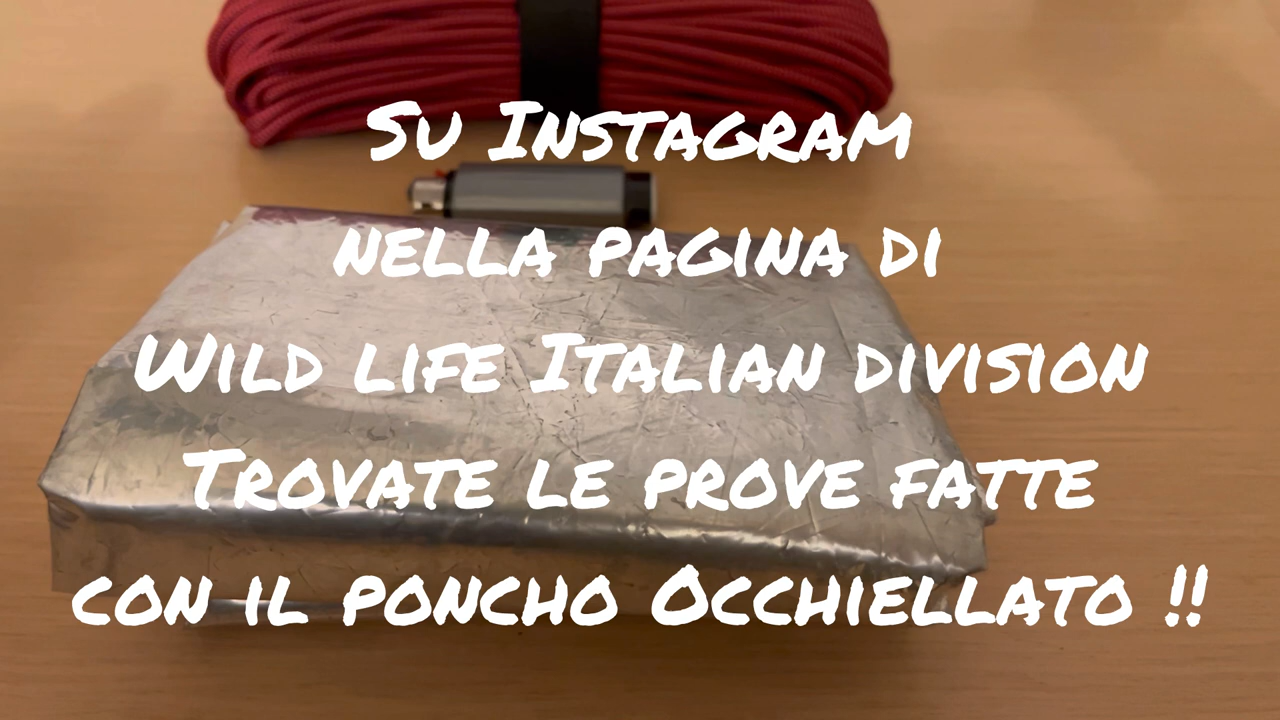 Su Instagram
nella pagina di
Wild life Italian division
Trovate le prove fatte
con il poncho Occhiellato !!